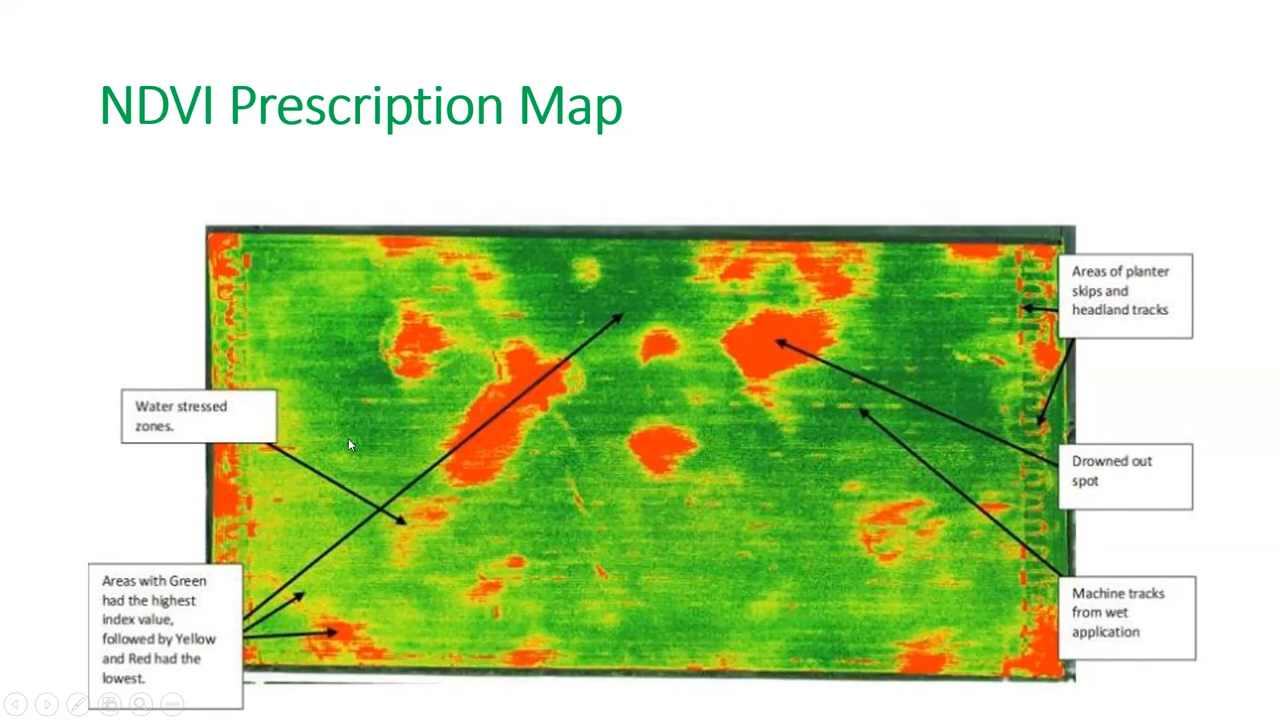 NDVI Prescription Map
Areas of planter
skips and
headland tracks
Water stressed
zones.
Drowned out
spot
Areas with Green
had the highest
index value,
followed by Yellow
and Red had the
lowest.
Machine tracks
from wet
application